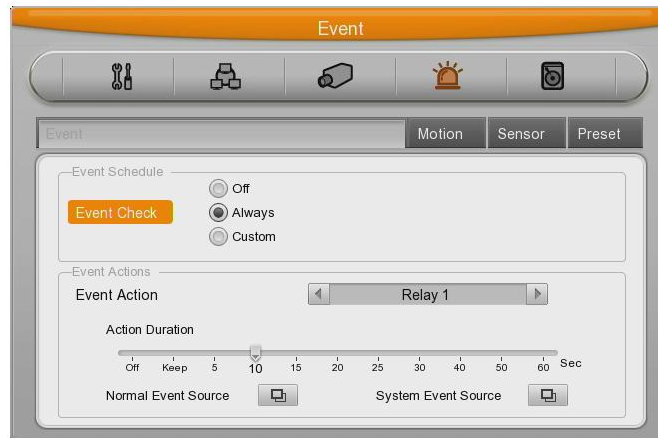 Event
Event Motion Sensor Preset
Event Schedule
Off
Event Check Always
Custom
Event Actions
Event Action Relay 1
Action Duration
Off Keep 5 10 15 20 25 30 40 50 60 Sec
Normal Event Source System Event Source